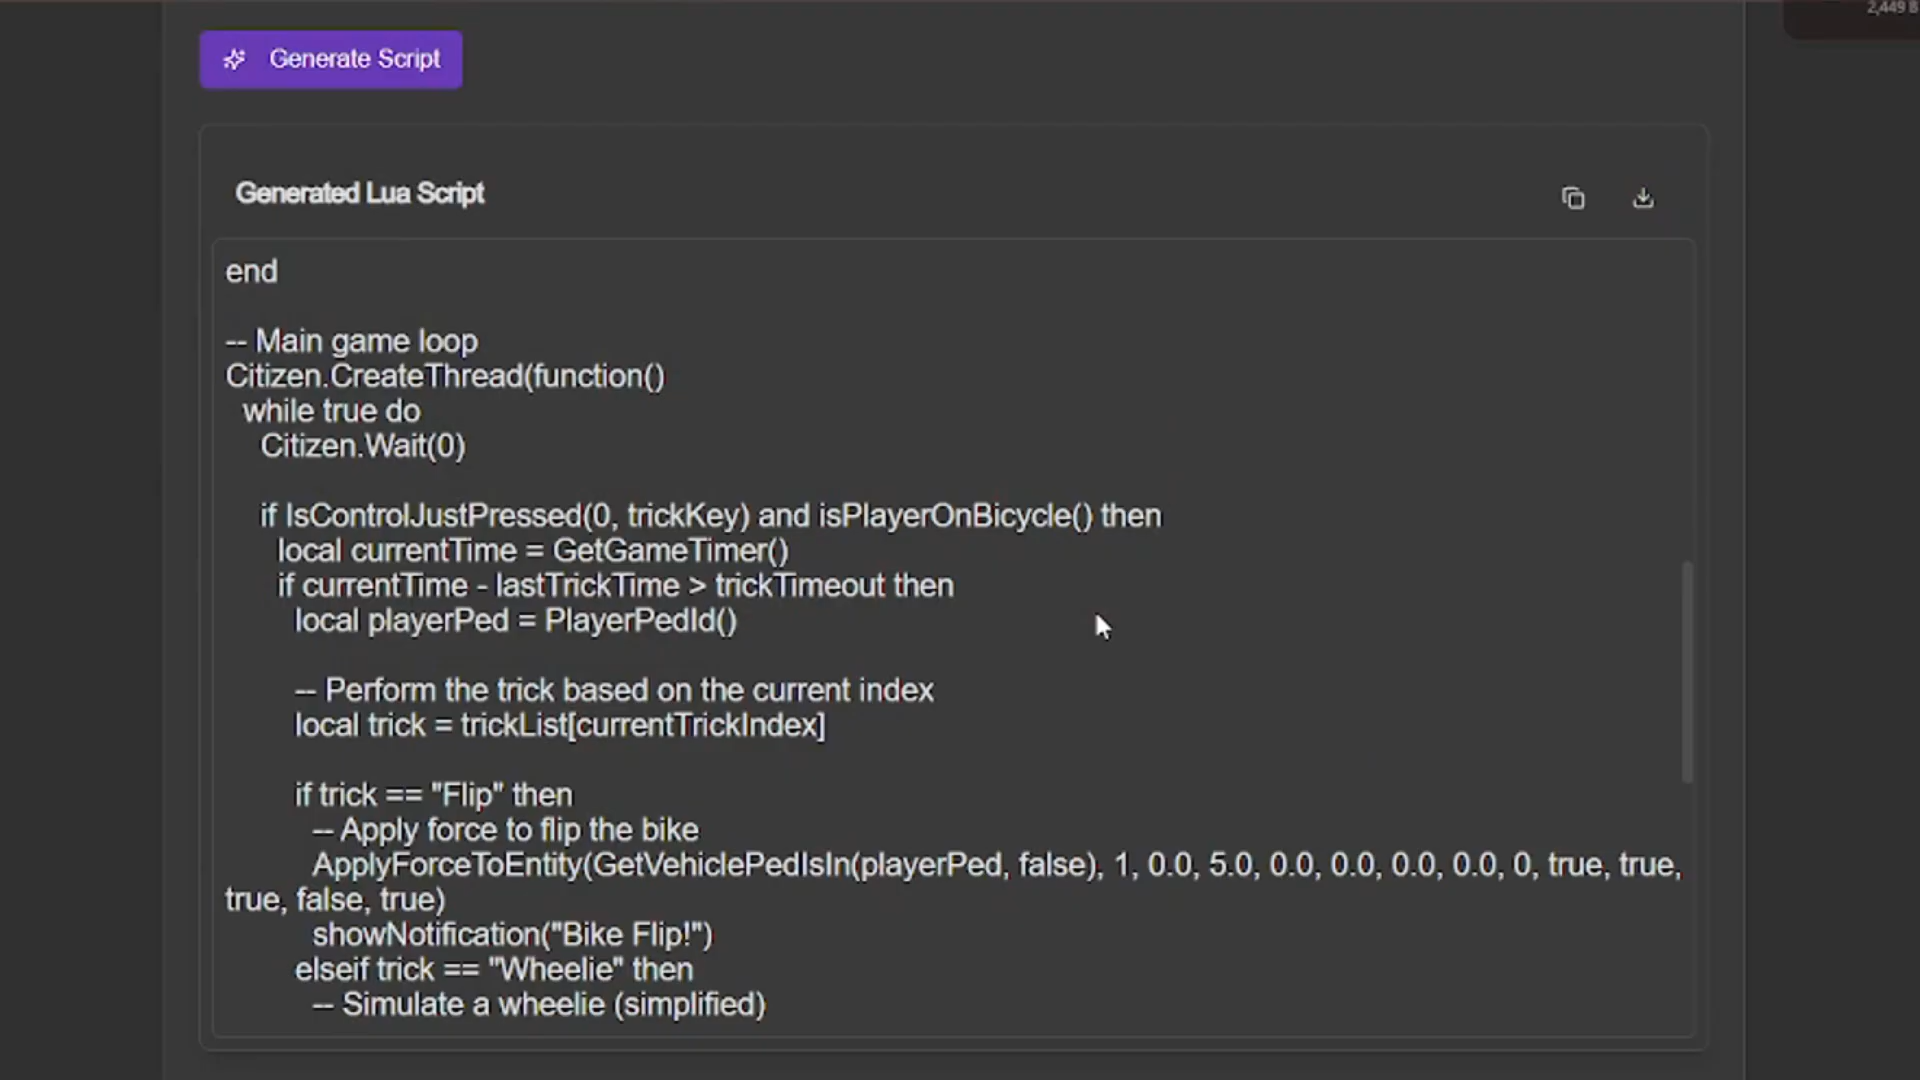 2,449 B
Generate Script
Generated Lua Script
end
-- Main game loop
Citizen.CreateThread(function()
while true do
Citizen.Wait(0)
if IsControlJustPressed(0, trickKey) and isPlayerOnBicycle() then
local currentTime = GetGameTimer()
if currentTime - lastTrickTime > trickTimeout then
local playerPed = PlayerPedId()
-- Perform the trick based on the current index
local trick = trickList[currentTrickIndex]
if trick == "Flip" then
-- Apply force to flip the bike
ApplyForceToEntity(GetVehiclePedIsIn(playerPed, false), 1, 0.0, 5.0, 0.0, 0.0, 0.0, 0.0, 0, true, true,
true, false, true)
showNotification("Bike Flip!")
elseif trick == "Wheelie" then
-- Simulate a wheelie (simplified)